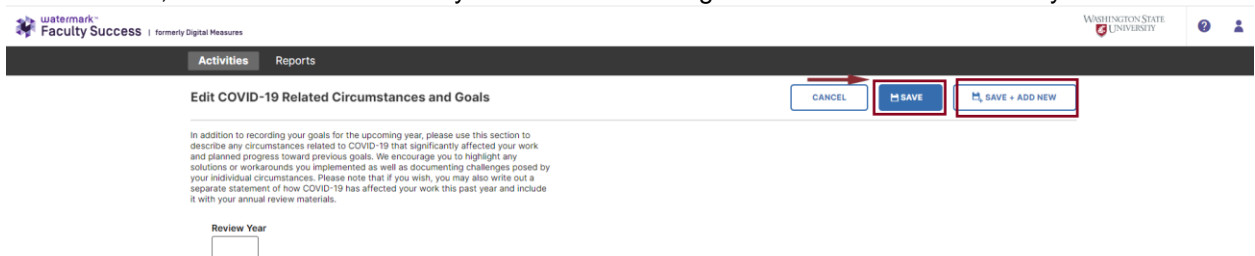 watermark™
Faculty Success | formerly Digital Measures
WASHINGTON STATE
UNIVERSITY
?
Activities Reports
Edit COVID-19 Related Circumstances and Goals
CANCEL SAVE SAVE + ADD NEW
In addition to recording your goals for the upcoming year, please use this section to
describe any circumstances related to COVID-19 that significantly affected your work
and planned progress toward previous goals. We encourage you to highlight any
solutions or workarounds you implemented as well as documenting challenges posed by
your inidividual circumstances. Please note that if you wish, you may also write out a
separate statement of how COVID-19 has affected your work this past year and include
it with your annual review materials.
Review Year